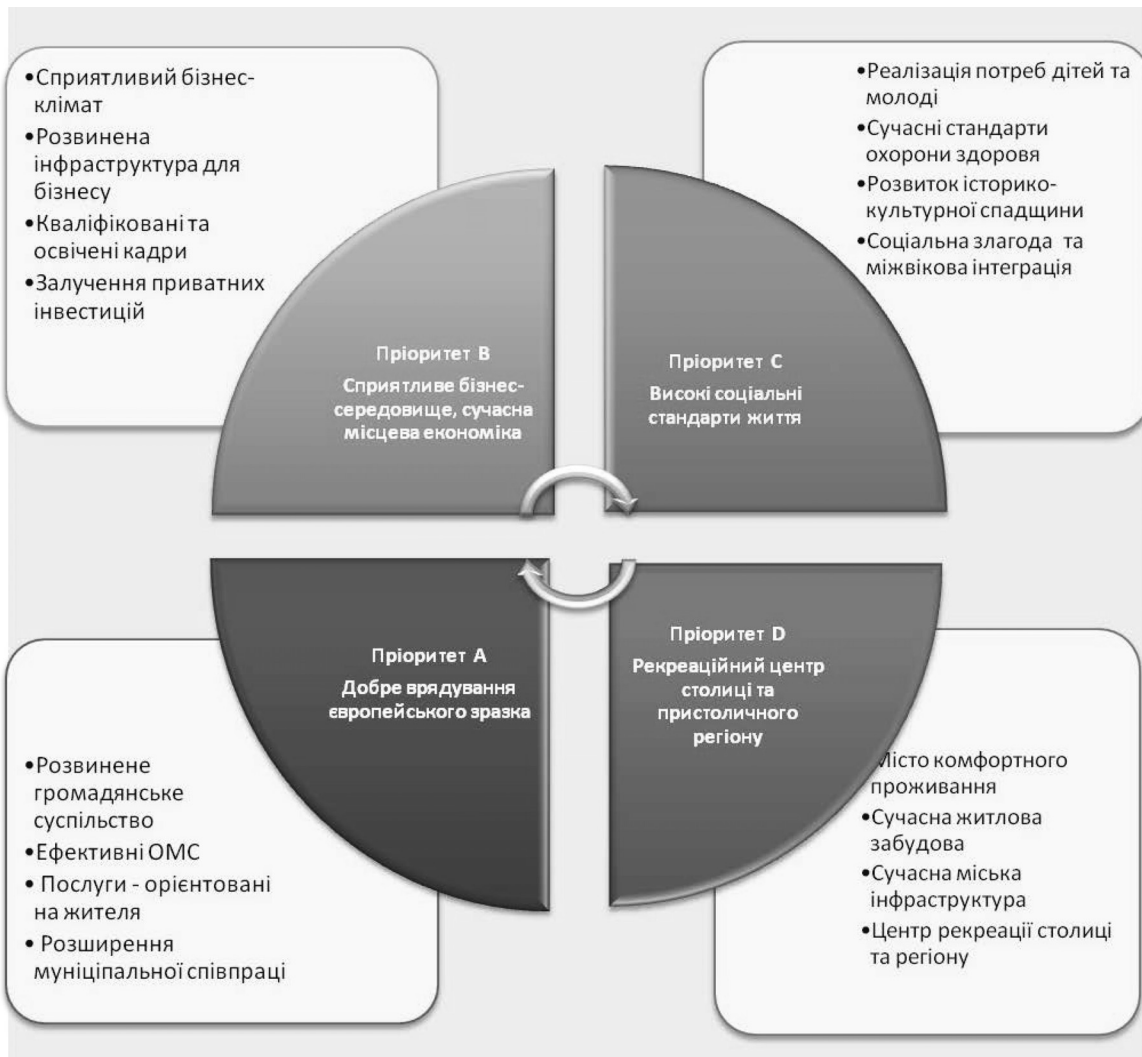 •Сприятливий бізнес-
клімат
•Розвинена
інфраструктура для
бізнесу
•Кваліфіковані та
освічені кадри
•Залучення приватних
інвестицій
•Реалізація потреб дітей та
молоді
•Сучасні стандарти
охорони здоровя
•Розвиток історико-
культурної спадщини
•Соціальна злагода та
міжвікова інтеграція
Пріоритет B
Сприятливе бізнес-
середовище, сучасна
місцева економіка
Пріоритет C
Високі соціальні
стандарти життя
Пріоритет A
Добре врядування
європейського зразка
Пріоритет D
Рекреаційний центр
столиці та
пристоличного
регіону
•Розвинене
громадянське
суспільство
•Ефективні ОМС
• Послуги - орієнтовані
на жителя
• Розширення
муніципальної співпраці
Місто комфортного
проживання
•Сучасна житлова
забудова
•Сучасна міська
інфраструктура
•Центр рекреації столиці
та регіону